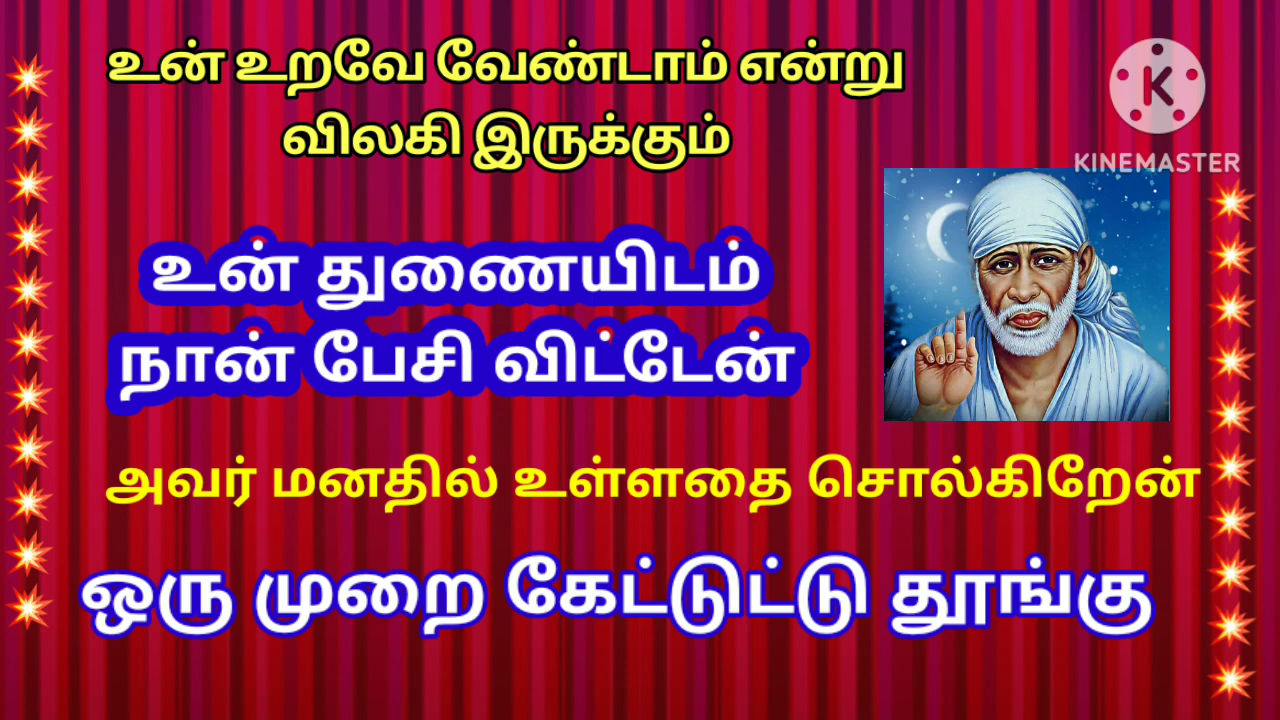 உன் உறவே வேண்டாம் என்று
விலகி இருக்கும்
KINEMASTER
உன் துணையிடம்
நான் பேசி விட்டேன்
அவர் மனதில் உள்ளதை சொல்கிறேன்
ஒரு முறை கேட்டுட்டு தூங்கு